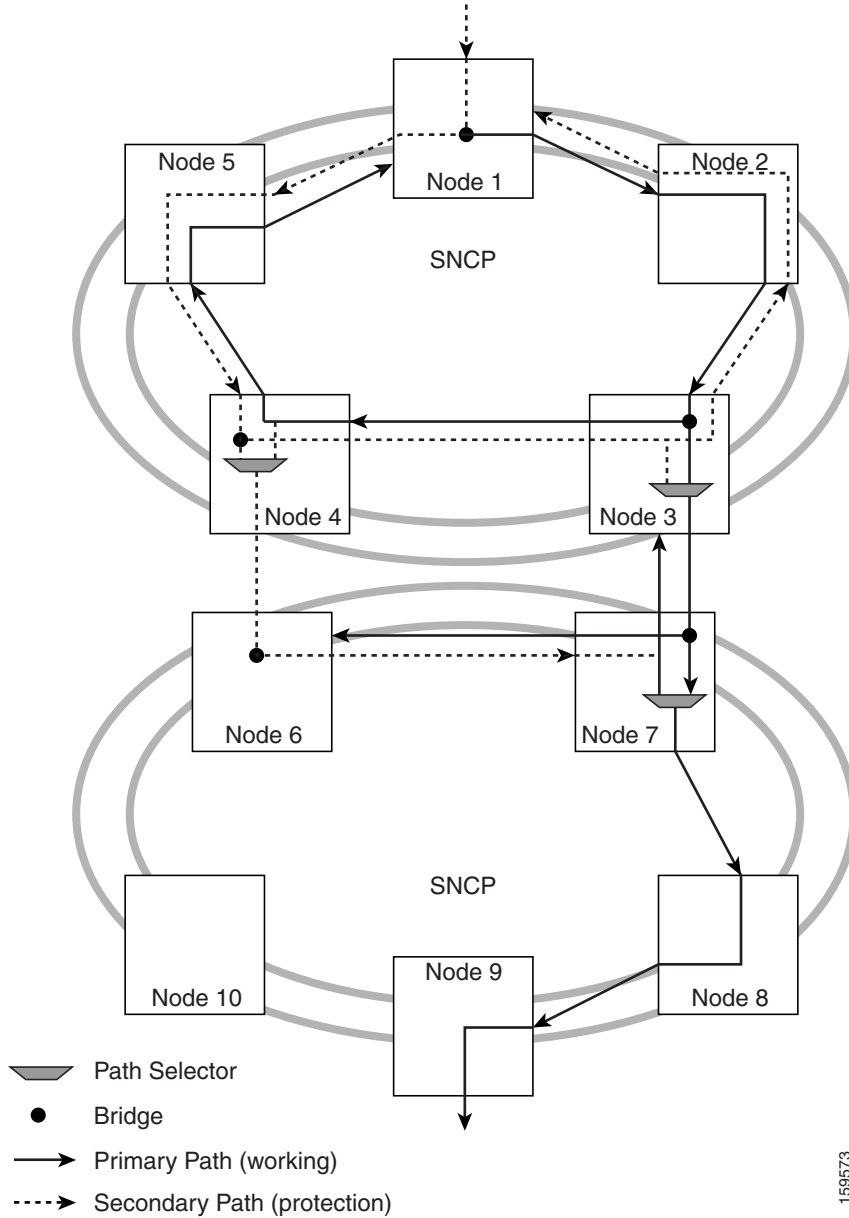 Node 5
Node 1
Node 2
SNCP
Node 4
Node 3
Node 6
Node 7
SNCP
Node 10
Node 9
Node 8
Path Selector
Bridge
Primary Path (working)
Secondary Path (protection)
159573